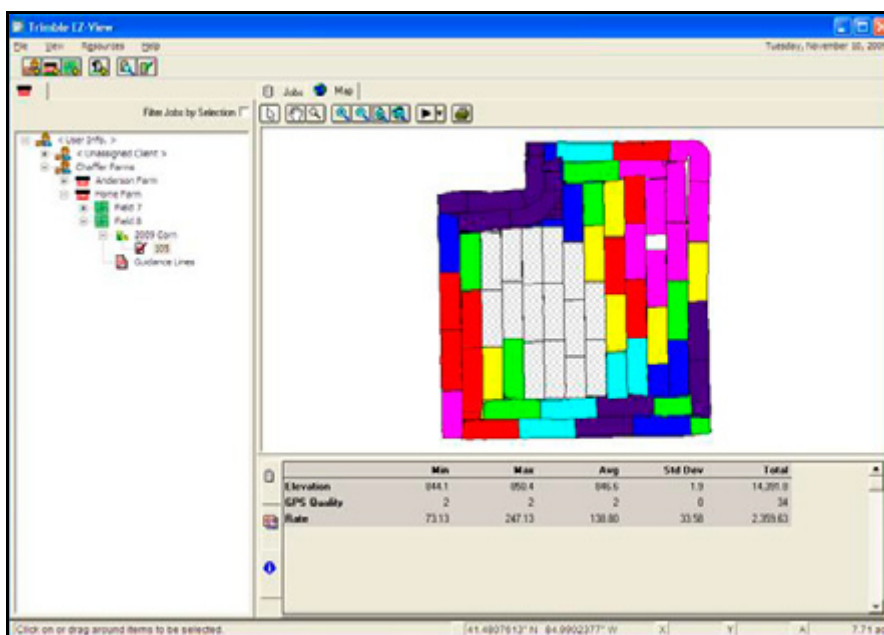 Trimble EZ-View
File View Resources Help
Tuesday, November 10, 2009
Jobs Map
Filter Jobs by Selection
< User Info. >
< Unassigned Client >
Chaffer Farms
Anderson Farm
Home Farm
Field 7
Field 8
2009 Corn
105
Guidance Lines
Min Max Avg Std Dev Total
Elevation 844.1 850.4 846.6 1.9 14,391.8
GPS Quality 2 2 2 0 34
Rate 73.13 247.13 138.80 33.58 2,359.63
Click on or drag around items to be selected.
41.4807613° N 84.9902377° W X Y A 7.71 ac